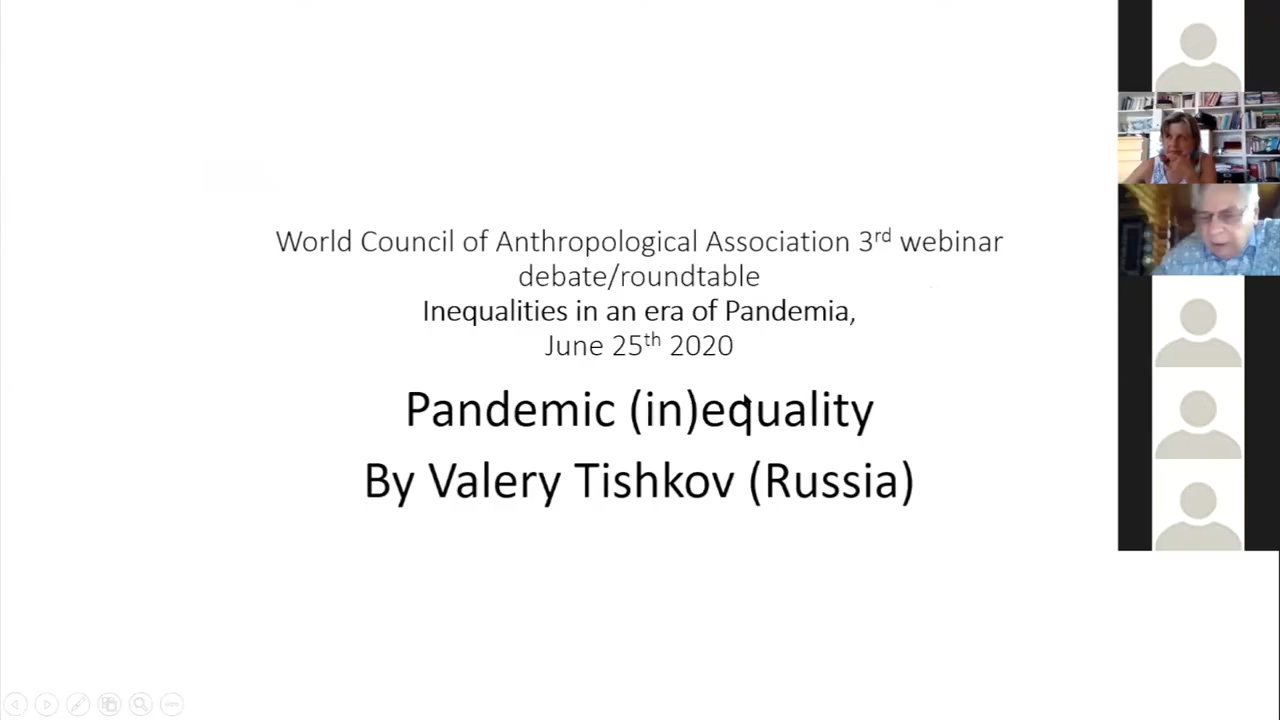 World Council of Anthropological Association 3rd webinar
debate/roundtable
Inequalities in an era of Pandemia,
June 25th 2020
Pandemic (in)equality
By Valery Tishkov (Russia)